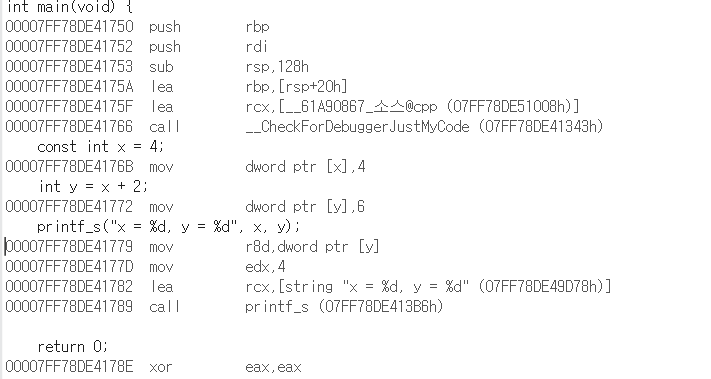 int main(void) {
00007FF78DE41750 push rbp
00007FF78DE41752 push rdi
00007FF78DE41753 sub rsp,128h
00007FF78DE4175A lea rbp,[rsp+20h]
00007FF78DE4175F lea rcx,[__61A90867_소스@cpp (07FF78DE51008h)]
00007FF78DE41766 call __CheckForDebuggerJustMyCode (07FF78DE41343h)
const int x = 4;
00007FF78DE4176B mov dword ptr [x],4
int y = x + 2;
00007FF78DE41772 mov dword ptr [y],6
printf_s("x = %d, y = %d", x, y);
00007FF78DE41779 mov r8d,dword ptr [y]
00007FF78DE4177D mov edx,4
00007FF78DE41782 lea rcx,[string "x = %d, y = %d" (07FF78DE49D78h)]
00007FF78DE41789 call printf_s (07FF78DE413B6h)
return 0;
00007FF78DE4178E xor eax,eax